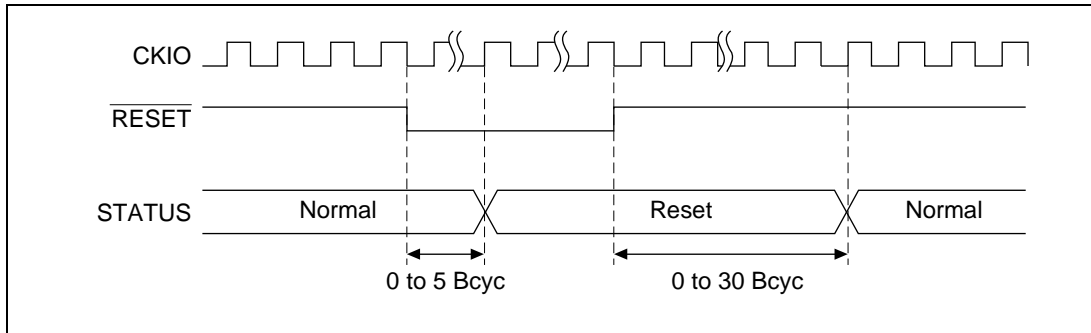 CKIO
RESET
STATUS
Normal
Reset
Normal
0 to 5 Bcyc
0 to 30 Bcyc